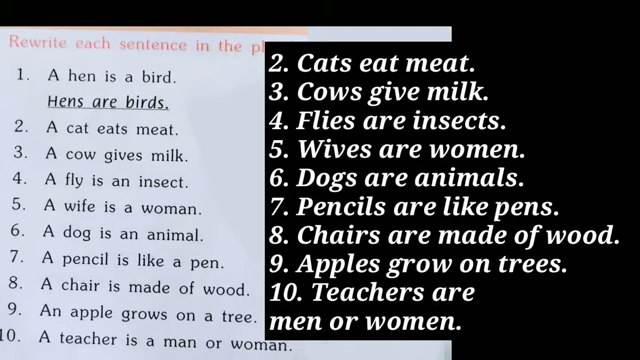 Rewrite each sentence in the pl
1. A hen is a bird.
Hens are birds.
2. A cat eats meat.
3. A cow gives milk.
4. A fly is an insect.
5. A wife is a woman.
6. A dog is an animal.
7. A pencil is like a pen.
8. A chair is made of wood.
9. An apple grows on a tree.
10. A teacher is a man or woman.
2. Cats eat meat.
3. Cows give milk.
4. Flies are insects.
5. Wives are women.
6. Dogs are animals.
7. Pencils are like pens.
8. Chairs are made of wood.
9. Apples grow on trees.
10. Teachers are
men or women.